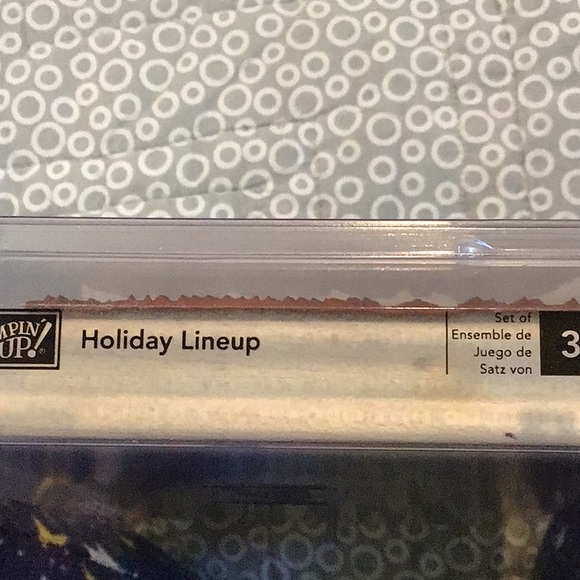 MPIN'
UP!®
Holiday Lineup
Set of
Ensemble de
Juego de
Satz von
3